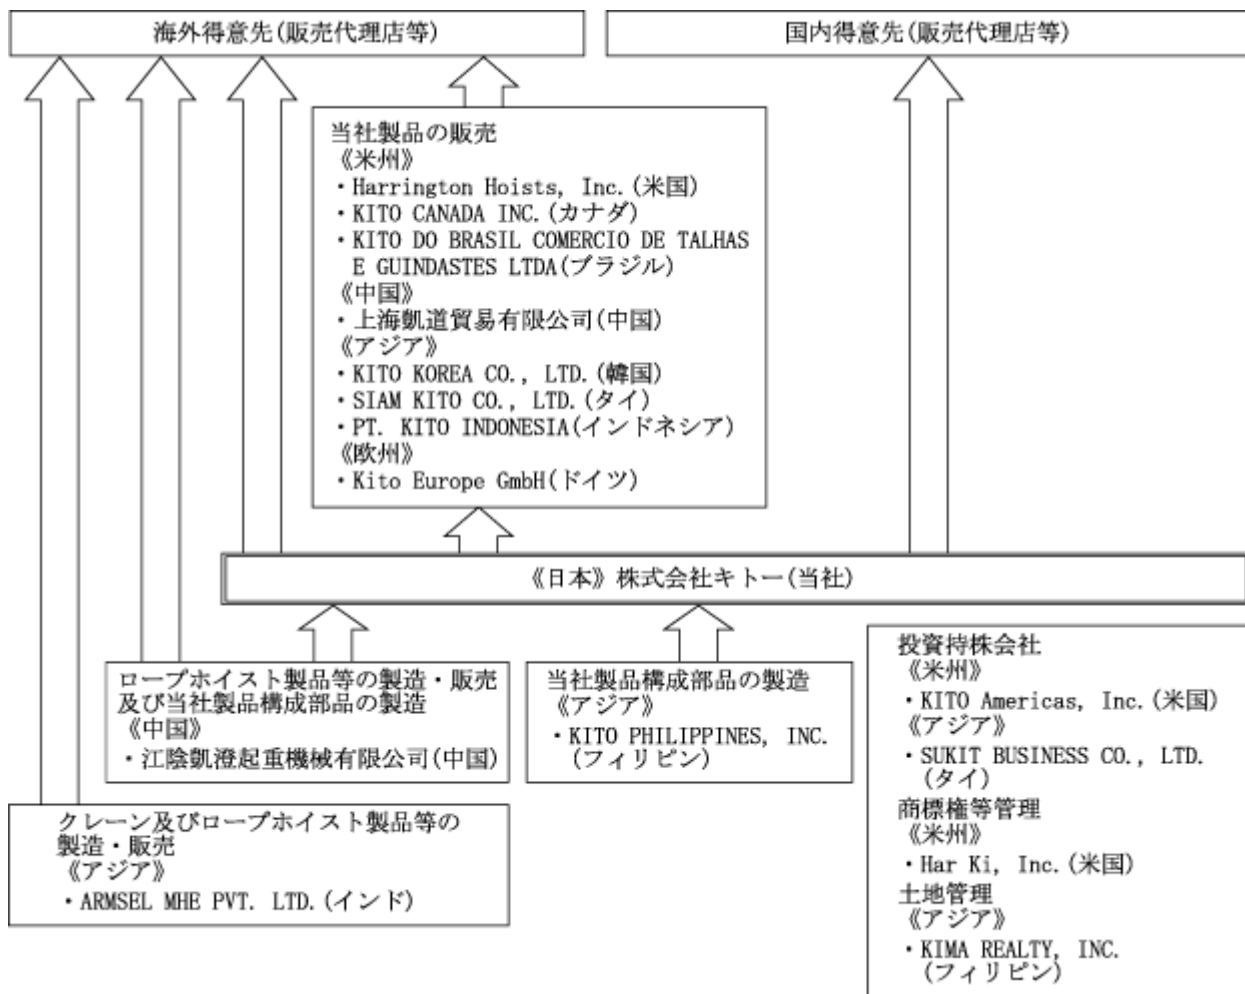 海外得意先(販売代理店等)
国内得意先(販売代理店等)
当社製品の販売
《米州》
・Harrington Hoists, Inc.(米国)
・KITO CANADA INC.(カナダ)
・KITO DO BRASIL COMERCIO DE TALHAS
E GUINDASTES LTDA(ブラジル)
《中国》
・上海凱道貿易有限公司(中国)
《アジア》
・KITO KOREA CO., LTD.(韓国)
・SIAM KITO CO., LTD.(タイ)
・PT. KITO INDONESIA(インドネシア)
《欧州》
・Kito Europe GmbH(ドイツ)
《日本》株式会社キトー(当社)
ロープホイスト製品等の製造・販売
及び当社製品構成部品の製造
《中国》
・江陰凱澄起重機械有限公司(中国)
当社製品構成部品の製造
《アジア》
・KITO PHILIPPINES, INC.
(フィリピン)
投資持株会社
《米州》
・KITO Americas, Inc.(米国)
《アジア》
・SUKIT BUSINESS CO., LTD.
(タイ)
商標権等管理
《米州》
・Har Ki, Inc.(米国)
土地管理
《アジア》
・KIMA REALTY, INC.
(フィリピン)
クレーン及びロープホイスト製品等の
製造・販売
《アジア》
・ARMSEL MHE PVT. LTD.(インド)